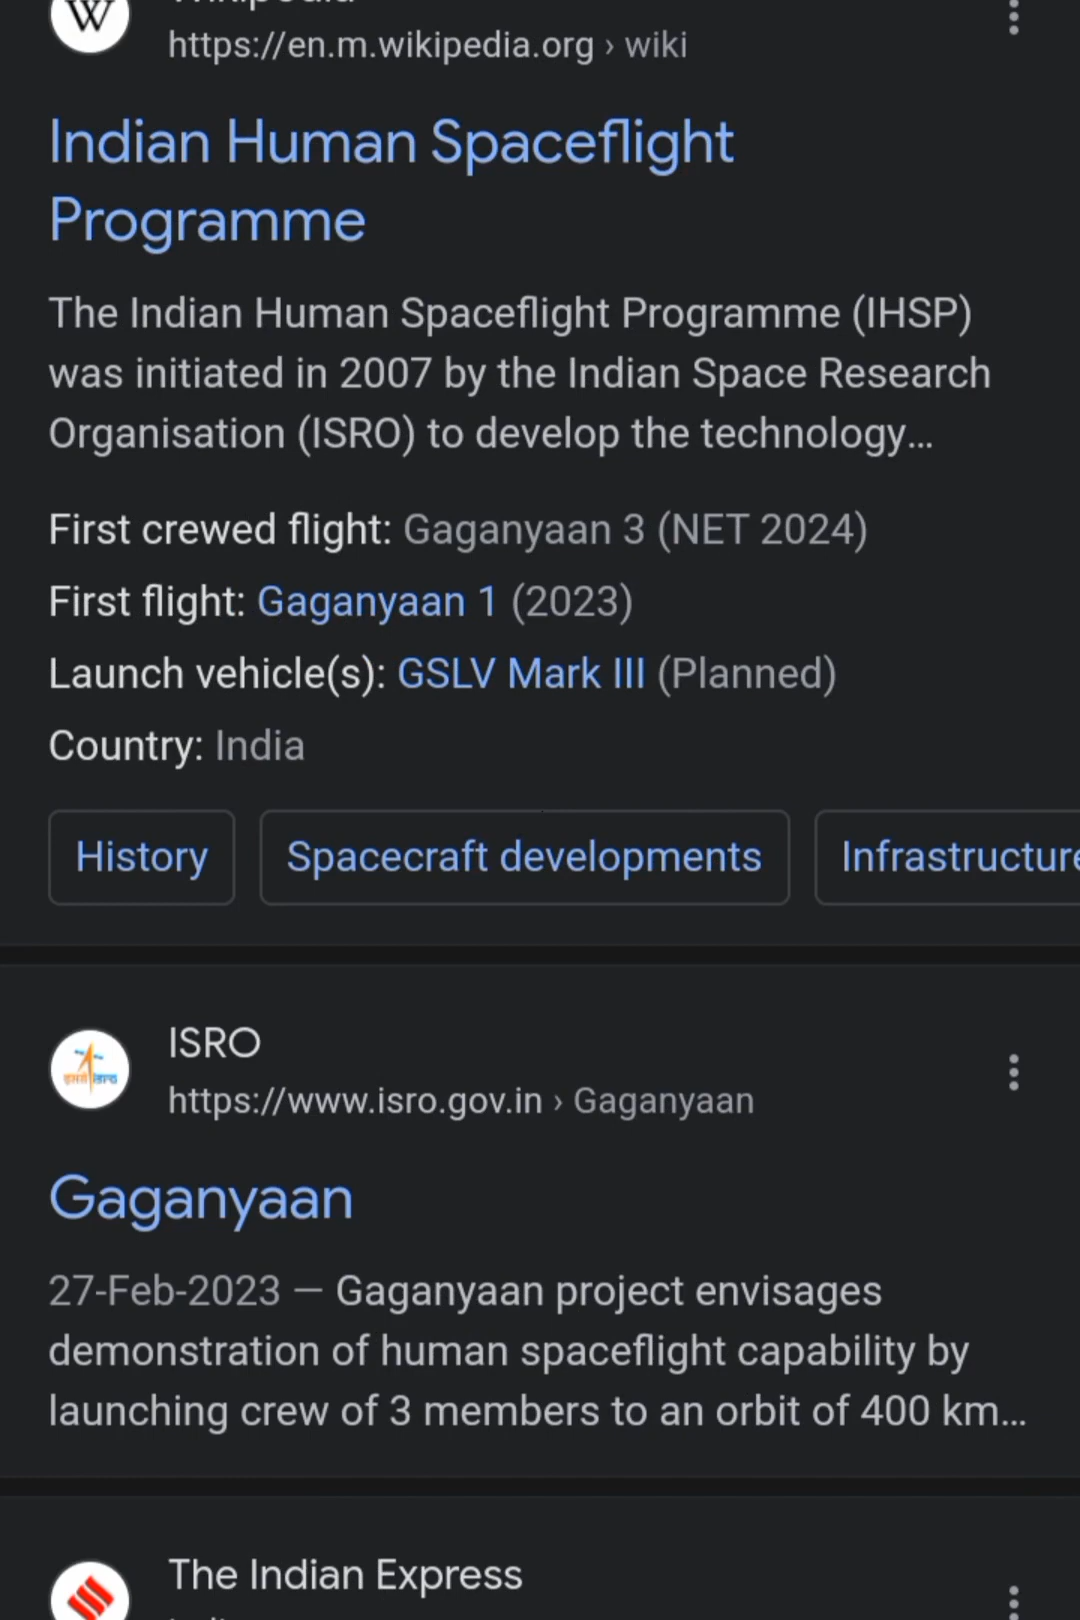 W
https://en.m.wikipedia.org › wiki
Indian Human Spaceflight
Programme
The Indian Human Spaceflight Programme (IHSP)
was initiated in 2007 by the Indian Space Research
Organisation (ISRO) to develop the technology...
First crewed flight: Gaganyaan 3 (NET 2024)
First flight: Gaganyaan 1 (2023)
Launch vehicle(s): GSLV Mark III (Planned)
Country: India
History
Spacecraft developments
Infrastructure
ISRO
https://www.isro.gov.in › Gaganyaan
Gaganyaan
27-Feb-2023 — Gaganyaan project envisages
demonstration of human spaceflight capability by
launching crew of 3 members to an orbit of 400 km...
The Indian Express